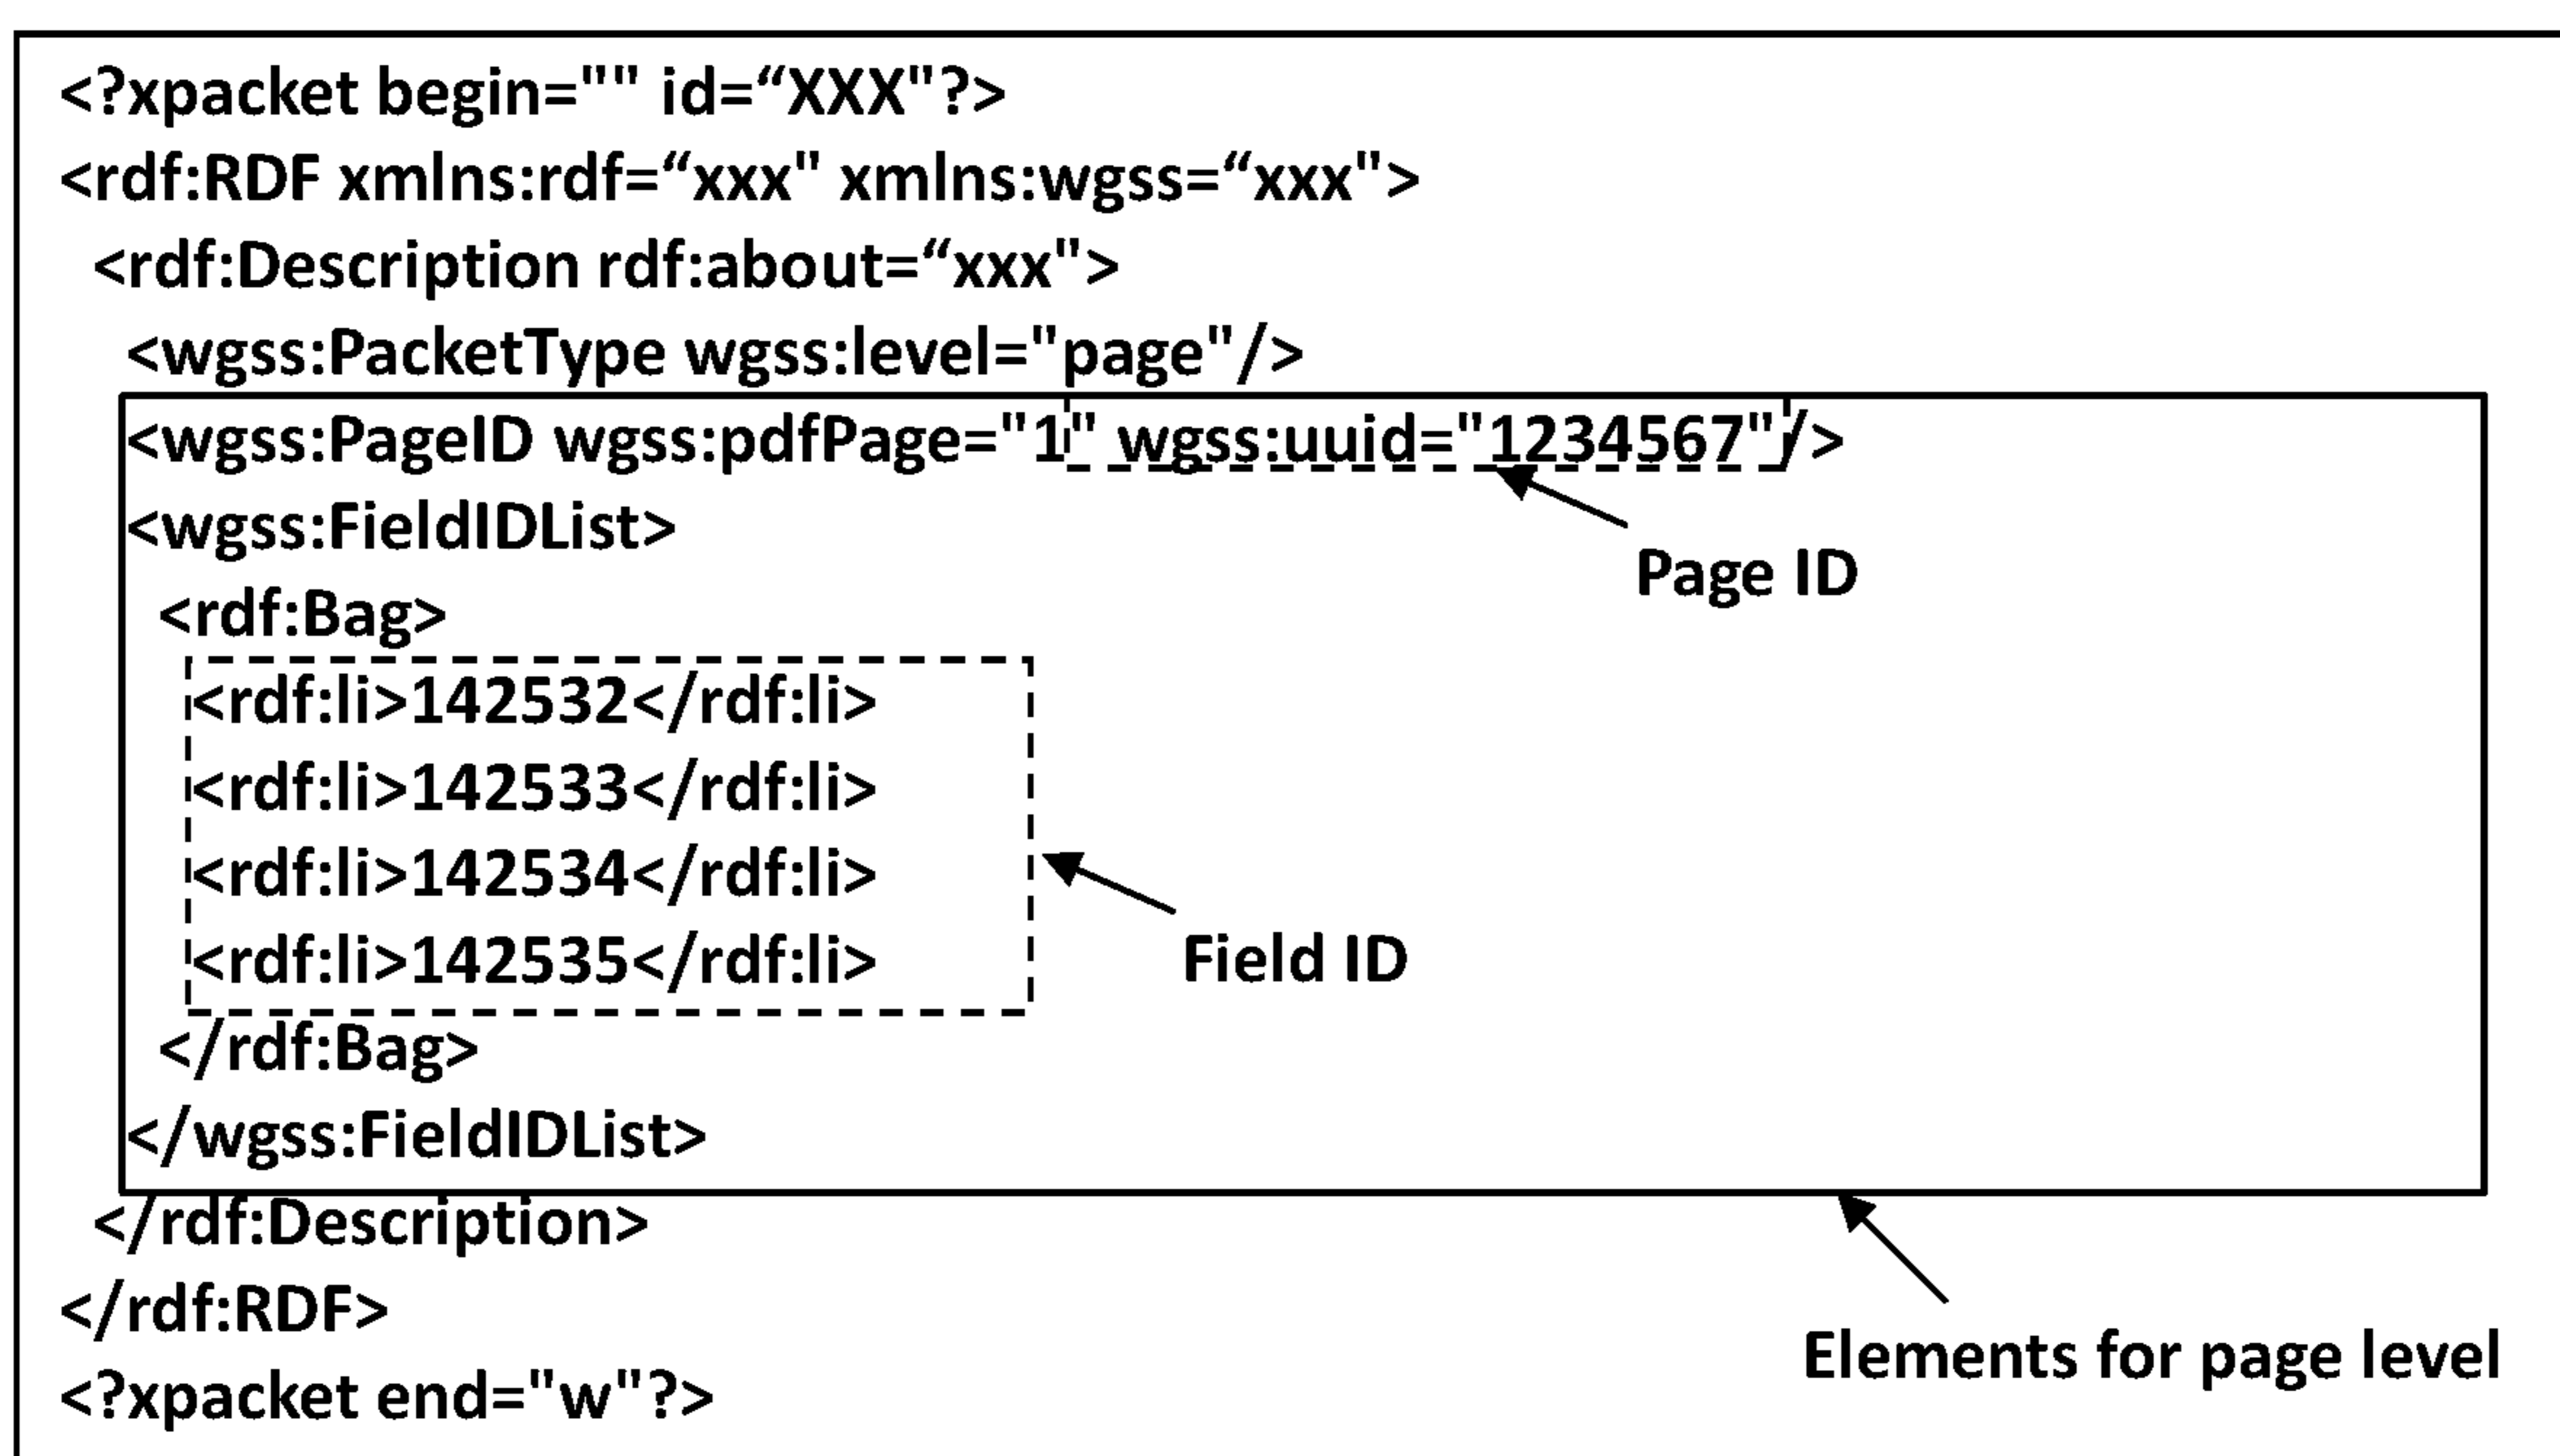 <?xpacket begin="" id=“XXX"?>
<rdf:RDF xmlns:rdf=“xxx" xmlns:wgss=“xxx">
<rdf:Description rdf:about=“xxx">
<wgss:PacketType wgss:level="page"/>
<wgss:PageID wgss:pdfPage="1" wgss:uuid="1234567"/>
<wgss:FieldIDList>
Page ID
<rdf:Bag>
<rdf:li>142532</rdf:li>
<rdf:li>142533</rdf:li>
<rdf:li>142534</rdf:li>
<rdf:li>142535</rdf:li>
Field ID
</rdf:Bag>
</wgss:FieldIDList>
</rdf:Description>
</rdf:RDF>
Elements for page level
<?xpacket end="w"?>